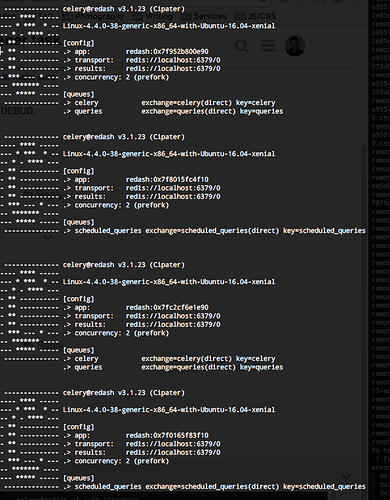 Photography Writing Services JS/CSS
-------------- celery@redash v3.1.23 (Cipater)
---- **** -----
--- * ***  * -- Linux-4.4.0-38-generic-x86_64-with-Ubuntu-16.04-xenial
-- * - **** ---
- ** ---------- [config]
- ** ---------- .> app: redash:0x7f952b800e90
- ** ---------- .> transport: redis://localhost:6379/0
- ** ---------- .> results: redis://localhost:6379/0
- *** --- * --- .> concurrency: 2 (prefork)
-- ******* ----
--- ***** ----- [queues]
-------------- .> celery exchange=celery(direct) key=celery
.> queries exchange=queries(direct) key=queries
DEBUG.
-------------- celery@redash v3.1.23 (Cipater)
---- **** -----
--- * ***  * -- Linux-4.4.0-38-generic-x86_64-with-Ubuntu-16.04-xenial
-- * - **** ---
- ** ---------- [config]
- ** ---------- .> app: redash:0x7f8015fc4f10
- ** ---------- .> transport: redis://localhost:6379/0
- ** ---------- .> results: redis://localhost:6379/0
- *** --- * --- .> concurrency: 2 (prefork)
-- ******* ----
--- ***** ----- [queues]
-------------- .> scheduled_queries exchange=scheduled_queries(direct) key=scheduled_queries
-------------- celery@redash v3.1.23 (Cipater)
---- **** -----
--- * ***  * -- Linux-4.4.0-38-generic-x86_64-with-Ubuntu-16.04-xenial
-- * - **** ---
- ** ---------- [config]
- ** ---------- .> app: redash:0x7fc2cf6e1e90
- ** ---------- .> transport: redis://localhost:6379/0
- ** ---------- .> results: redis://localhost:6379/0
- *** --- * --- .> concurrency: 2 (prefork)
-- ******* ----
--- ***** ----- [queues]
-------------- .> celery exchange=celery(direct) key=celery
.> queries exchange=queries(direct) key=queries
-------------- celery@redash v3.1.23 (Cipater)
---- **** -----
--- * ***  * -- Linux-4.4.0-38-generic-x86_64-with-Ubuntu-16.04-xenial
-- * - **** ---
- ** ---------- [config]
- ** ---------- .> app: redash:0x7f0165f83f10
- ** ---------- .> transport: redis://localhost:6379/0
- ** ---------- .> results: redis://localhost:6379/0
- *** --- * --- .> concurrency: 2 (prefork)
-- ******* ----
--- ***** ----- [queues]
-------------- .> scheduled_queries exchange=scheduled_queries(direct) key=scheduled_queries